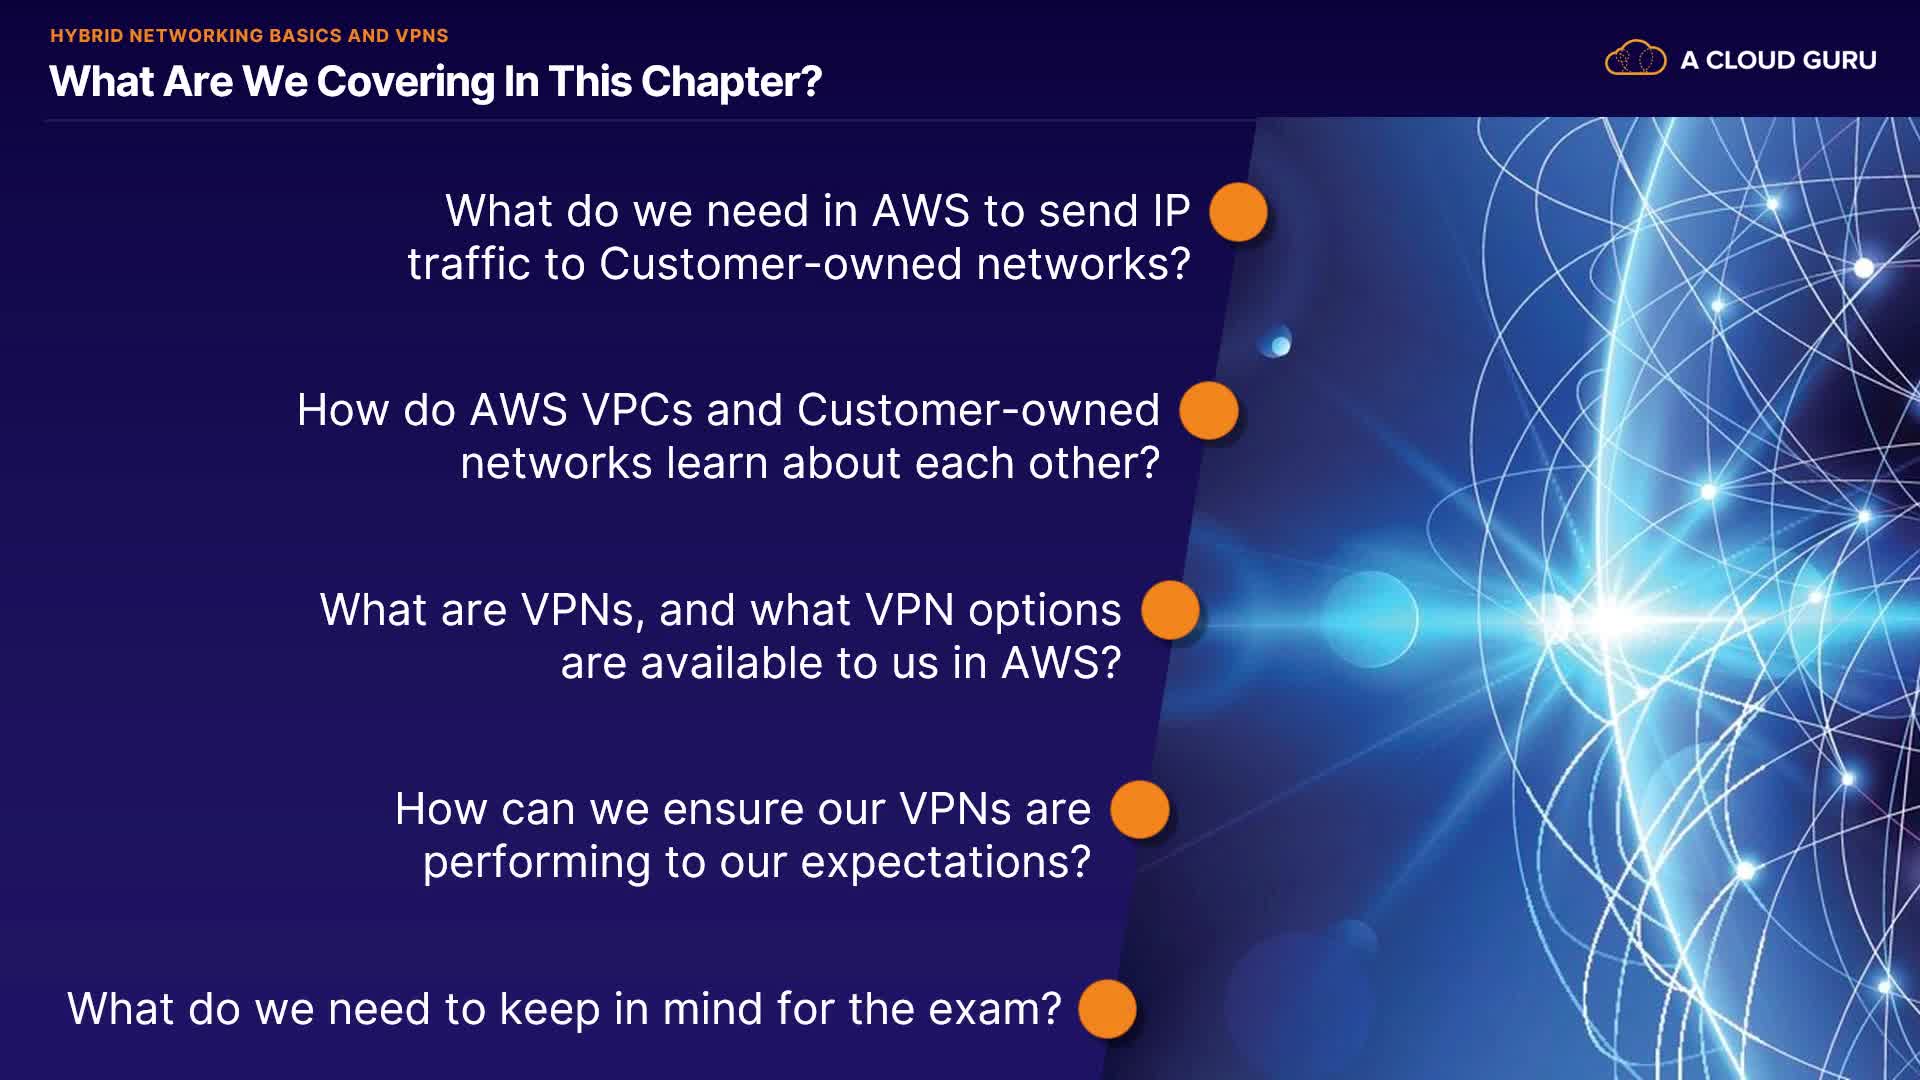 HYBRID NETWORKING BASICS AND VPNS
What Are We Covering In This Chapter?
A CLOUD GURU
What do we need in AWS to send IP
traffic to Customer-owned networks?
How do AWS VPCs and Customer-owned
networks learn about each other?
What are VPNs, and what VPN options
are available to us in AWS?
How can we ensure our VPNs are
performing to our expectations?
What do we need to keep in mind for the exam?